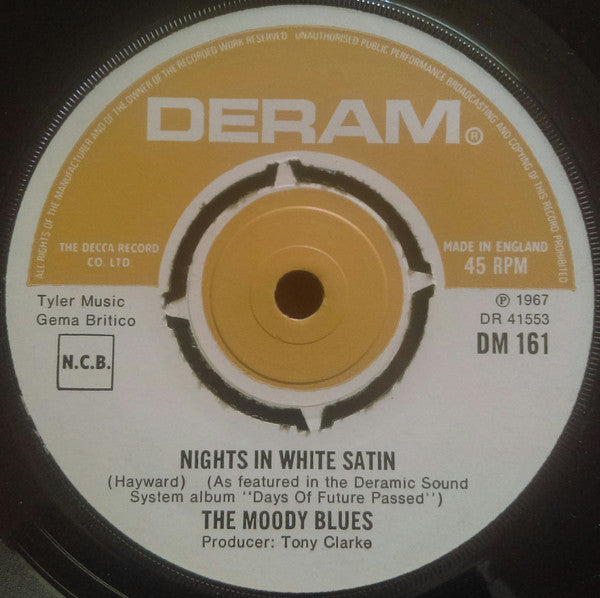 ALL RIGHTS OF THE MANUFACTURER AND OF THE OWNER OF THE RECORDED WORK RESERVED UNAUTHORISED PUBLIC PERFORMANCE BROADCASTING AND COPYING OF THIS RECORD PROHIBITED
DERAM®
THE DECCA RECORD
CO. LTD.
MADE IN ENGLAND
45 RPM
Tyler Music
Gema Britico
N.C.B.
℗ 1967
DR 41553
DM 161
NIGHTS IN WHITE SATIN
(Hayward) (As featured in the Deramic Sound
System album "Days Of Future Passed")
THE MOODY BLUES
Producer: Tony Clarke